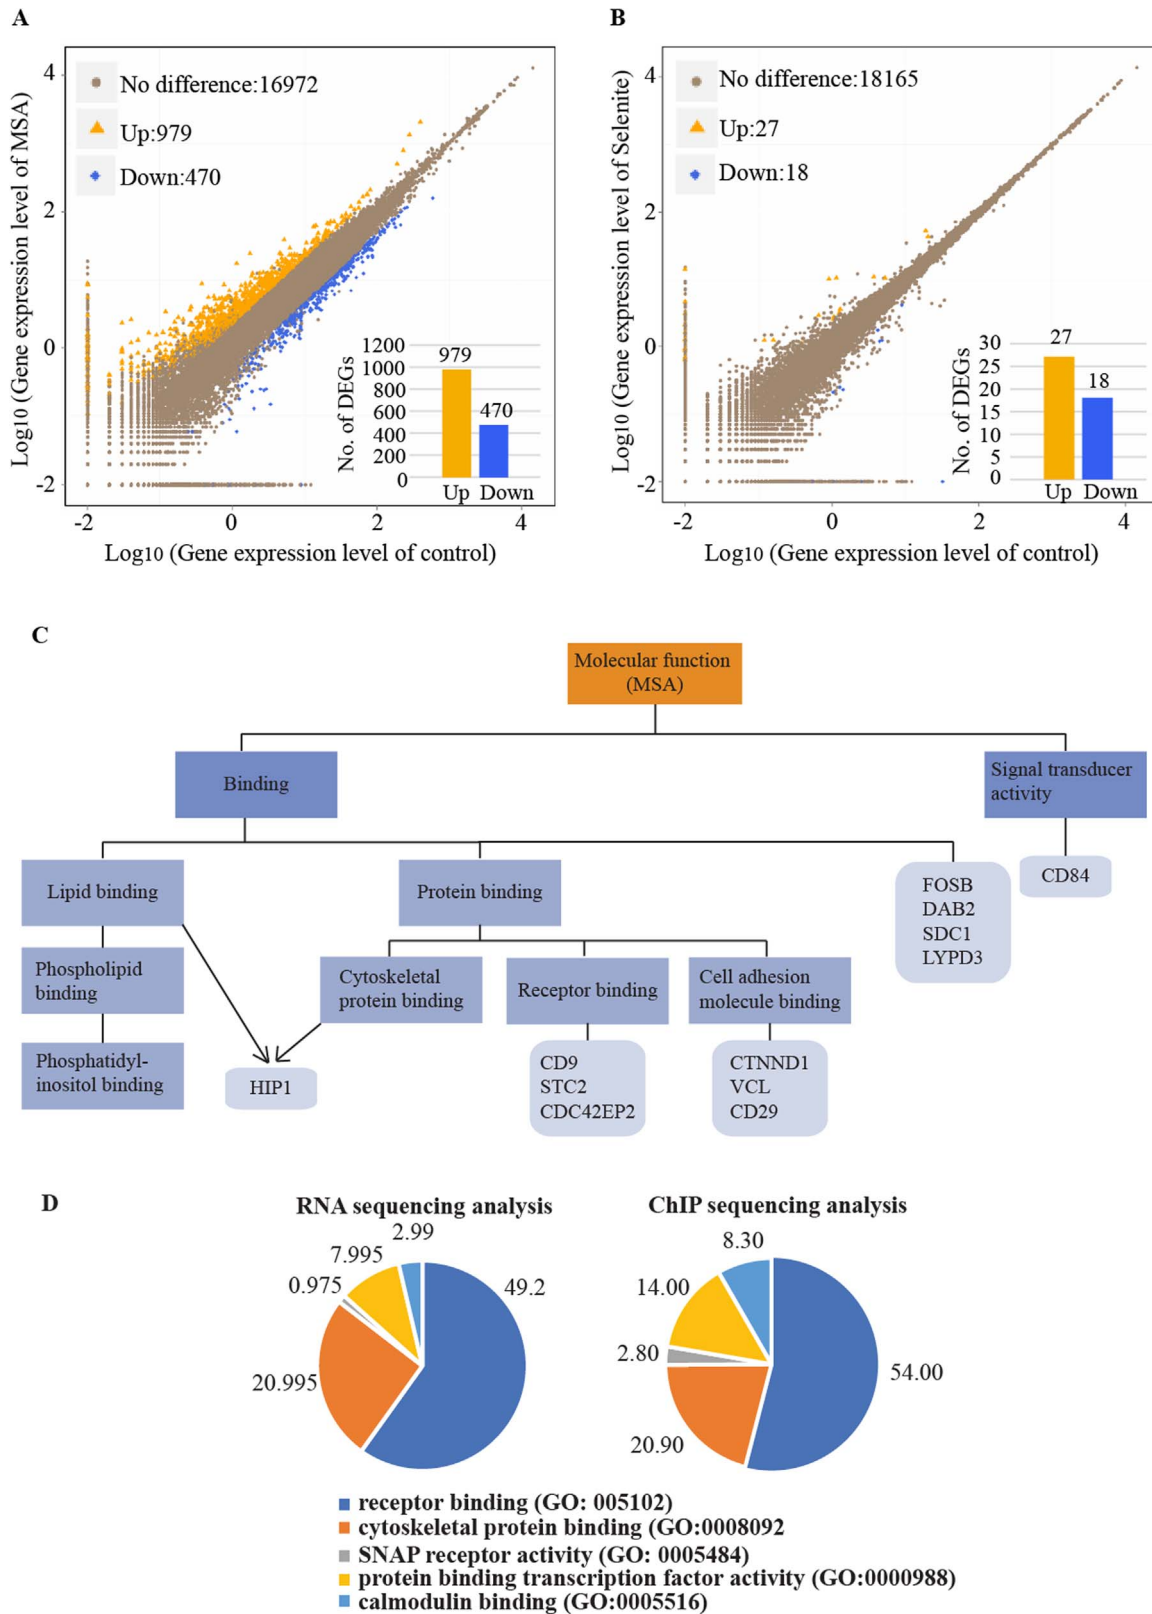 A
Log10 (Gene expression level of MSA)
4
2
0
-2
No difference:16972
Up:979
Down:470
No. of DEGs
1200
1000
800
600
400
200
0
979
470
Up Down
-2 0 2 4
Log10 (Gene expression level of control)
B
Log10 (Gene expression level of Selenite)
4
2
0
-2
No difference:18165
Up:27
Down:18
No. of DEGs
30
25
20
15
10
5
0
27
18
Up Down
-2 0 2 4
Log10 (Gene expression level of control)
C
Molecular function
(MSA)
Binding
Signal transducer
activity
Lipid binding
Protein binding
FOSB
DAB2
SDC1
LYPD3
CD84
Phospholipid
binding
Cytoskeletal
protein binding
Receptor binding
Cell adhesion
molecule binding
Phosphatidyl-
inositol binding
HIP1
CD9
STC2
CDC42EP2
CTNND1
VCL
CD29
D
RNA sequencing analysis
2.99
7.995
0.975
49.2
20.995
ChIP sequencing analysis
8.30
14.00
2.80
54.00
20.90
receptor binding (GO: 005102)
cytoskeletal protein binding (GO:0008092
SNAP receptor activity (GO: 0005484)
protein binding transcription factor activity (GO:0000988)
calmodulin binding (GO:0005516)